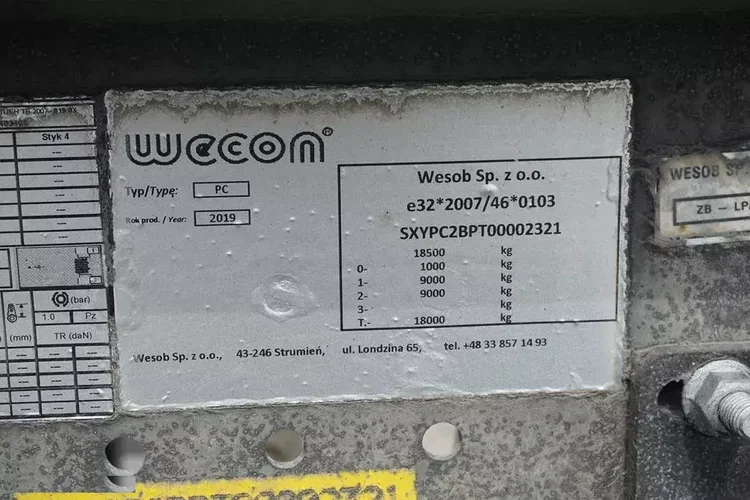 wecon®
Typ/Type: PC
Rok prod. / Year: 2019
Wesob Sp. z o.o.
e32*2007/46*0103
SXYPC2BPT00002321
18500 kg
0- 1000 kg
1- 9000 kg
2- 9000 kg
3- kg
T.- 18000 kg
Wesob Sp. z o.o., 43-246 Strumień, ul. Londzina 65, tel. +48 33 857 14 93
Styk 4
--
--
--
--
--
(bar)
1.0 Pz
(mm) TR (daN)
WESOB SP
ZB – LPA